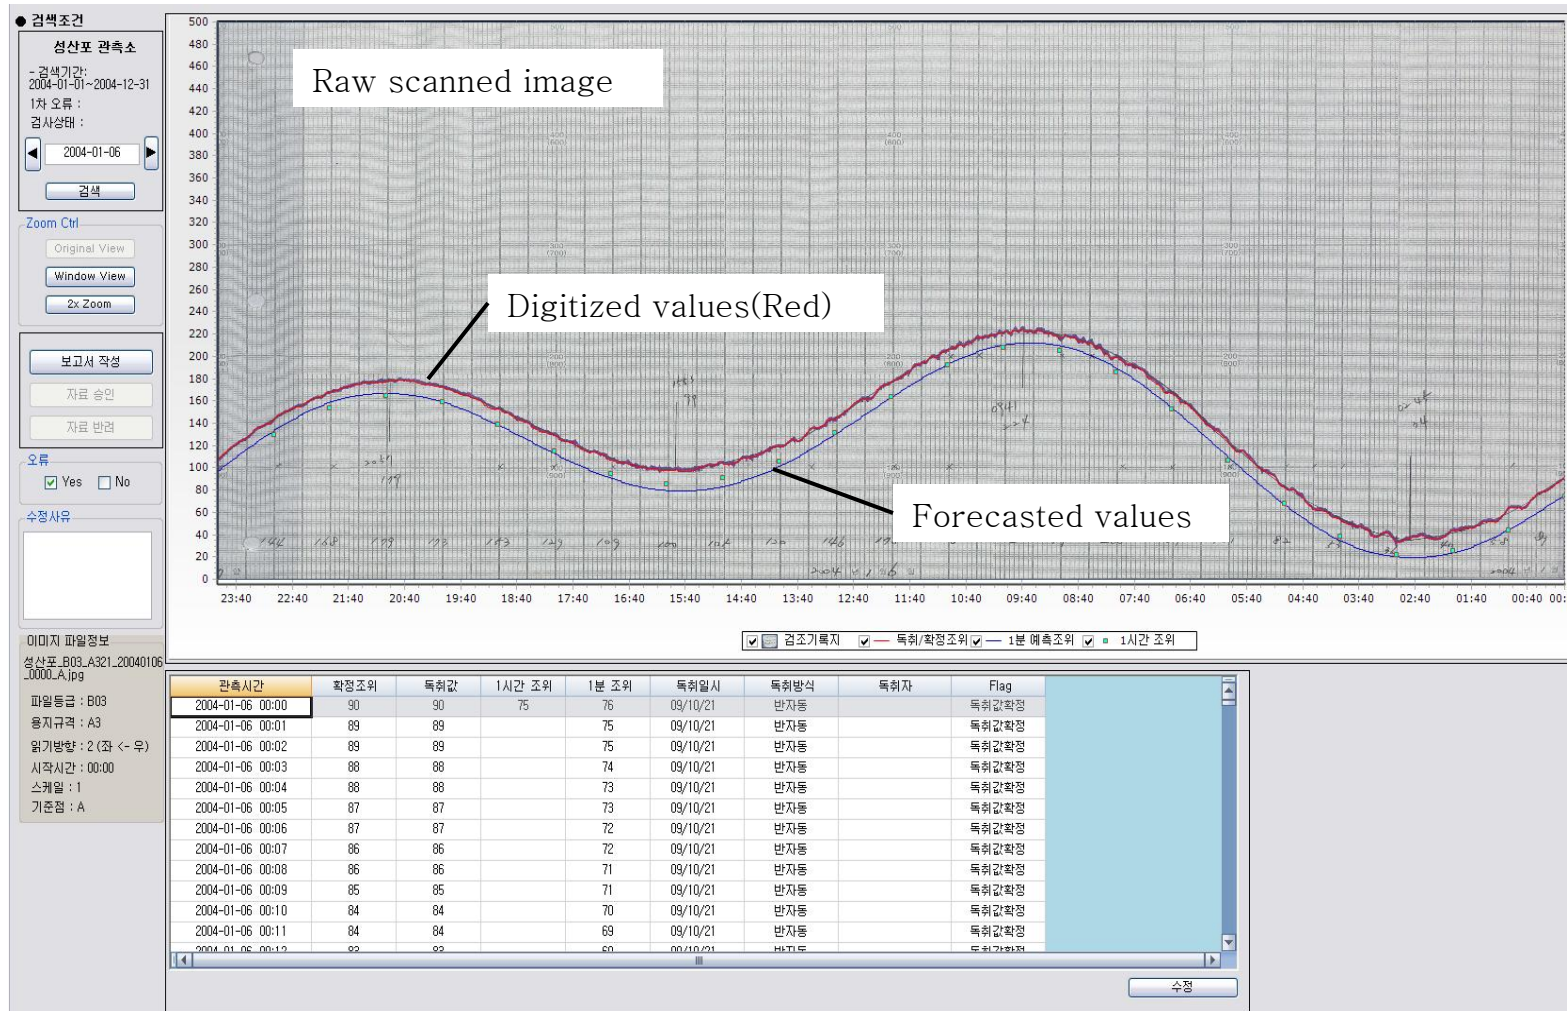 ● 검색조건
성산포 관측소
- 검색기간:
2004-01-01~2004-12-31
1차 오류 :
검사상태 :
2004-01-06
검색
Zoom Ctrl
Original View
Window View
2x Zoom
보고서 작성
자료 승인
자료 반려
오류
Yes No
수정사유
이미지 파일정보
성산포_B03_A321_20040106
_0000_A.jpg
파일등급 : B03
용지규격 : A3
읽기방향 : 2 (좌 <- 우)
시작시간 : 00:00
스케일 : 1
기준점 : A
500
480
460
440
420
400
380
360
340
320
300
280
260
240
220
200
180
160
140
120
100
80
60
40
20
0
Raw scanned image
Digitized values(Red)
Forecasted values
23:40 22:40 21:40 20:40 19:40 18:40 17:40 16:40 15:40 14:40 13:40 12:40 11:40 10:40 09:40 08:40 07:40 06:40 05:40 04:40 03:40 02:40 01:40 00:40 00:
검조기록지 독취/확정조위 1분 예측조위 1시간 조위
관측시간 확정조위 독취값 1시간 조위 1분 조위 독취일시 독취방식 독취자 Flag
2004-01-06 00:00 90 90 75 76 09/10/21 반자동 독취값확정
2004-01-06 00:01 89 89 75 09/10/21 반자동 독취값확정
2004-01-06 00:02 89 89 75 09/10/21 반자동 독취값확정
2004-01-06 00:03 88 88 74 09/10/21 반자동 독취값확정
2004-01-06 00:04 88 88 73 09/10/21 반자동 독취값확정
2004-01-06 00:05 87 87 73 09/10/21 반자동 독취값확정
2004-01-06 00:06 87 87 72 09/10/21 반자동 독취값확정
2004-01-06 00:07 86 86 72 09/10/21 반자동 독취값확정
2004-01-06 00:08 86 86 71 09/10/21 반자동 독취값확정
2004-01-06 00:09 85 85 71 09/10/21 반자동 독취값확정
2004-01-06 00:10 84 84 70 09/10/21 반자동 독취값확정
2004-01-06 00:11 84 84 69 09/10/21 반자동 독취값확정
수정